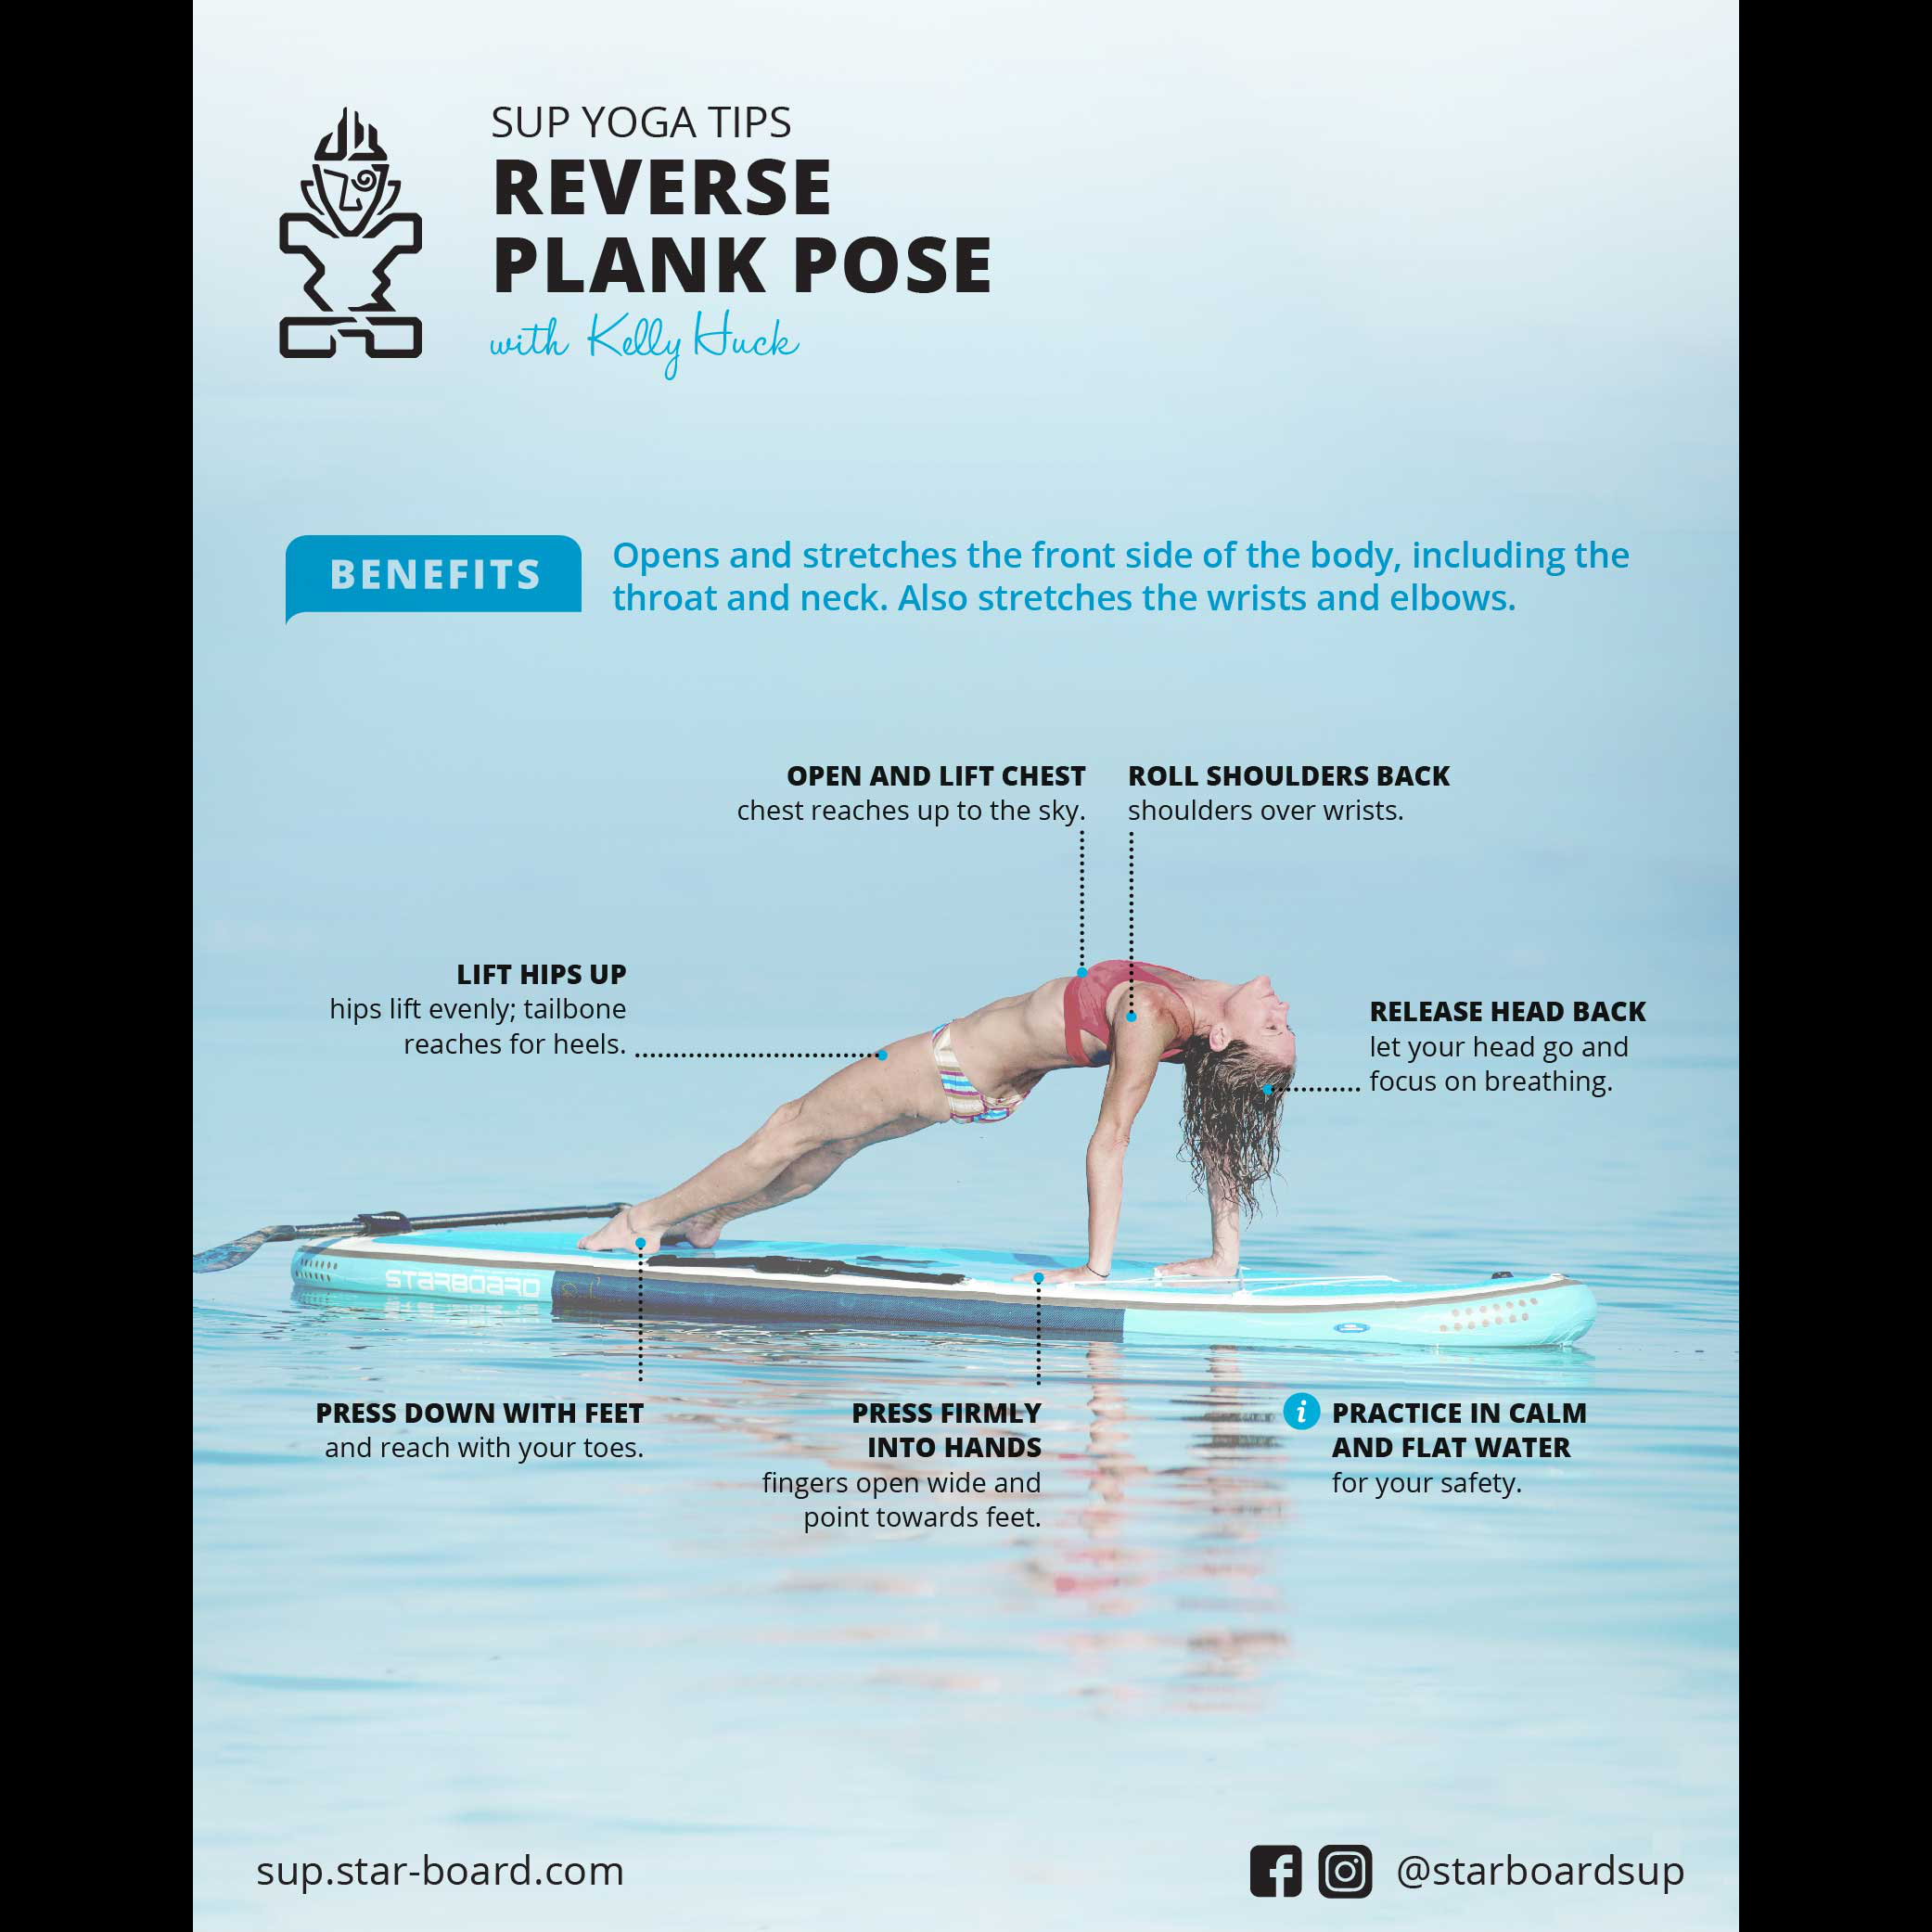 SUP YOGA TIPS
REVERSE
PLANK POSE
with Kelly Huck
BENEFITS
Opens and stretches the front side of the body, including the
throat and neck. Also stretches the wrists and elbows.
OPEN AND LIFT CHEST
chest reaches up to the sky.
ROLL SHOULDERS BACK
shoulders over wrists.
LIFT HIPS UP
hips lift evenly; tailbone
reaches for heels.
RELEASE HEAD BACK
let your head go and
focus on breathing.
STARBOARD
PRESS DOWN WITH FEET
and reach with your toes.
PRESS FIRMLY
INTO HANDS
fingers open wide and
point towards feet.
i PRACTICE IN CALM
AND FLAT WATER
for your safety.
sup.star-board.com
@starboardsup